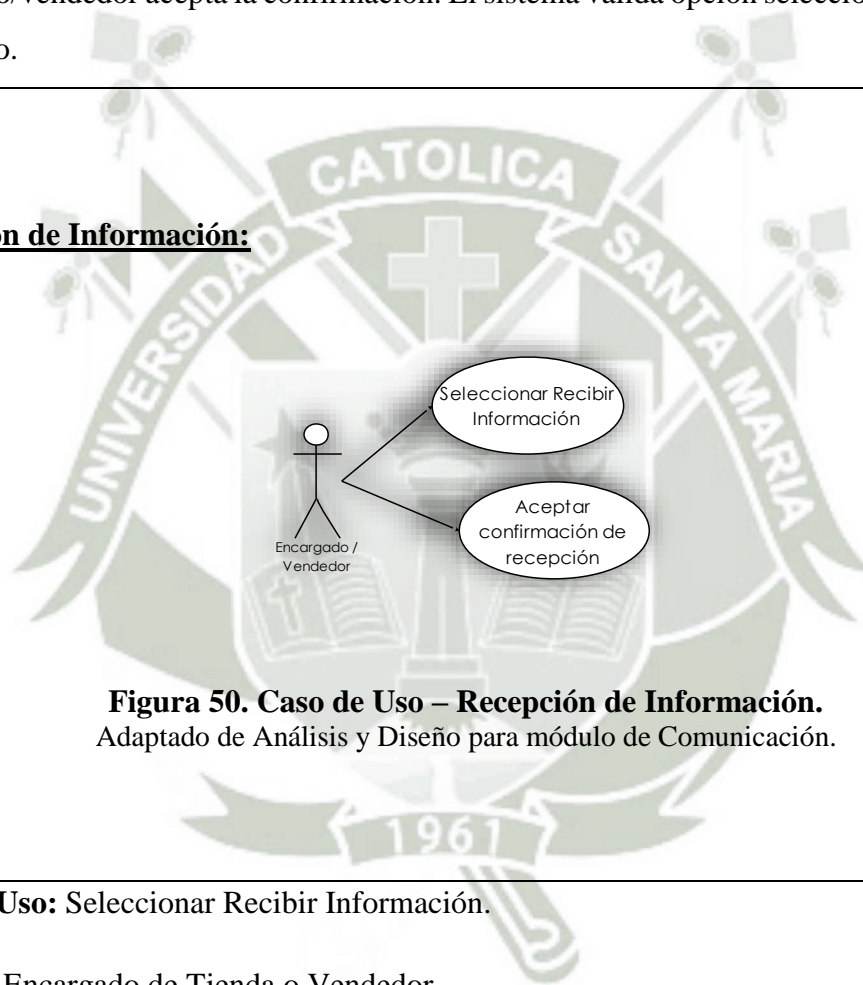 o/vendedor acepta la confirmación. El sistema valida opción
o.
ón de Información:
UNIVERSIDAD CATOLICA SANTA MARIA
Seleccionar Recibir
Información
Aceptar
confirmación de
recepción
Encargado /
Vendedor
Figura 50. Caso de Uso – Recepción de Información.
Adaptado de Análisis y Diseño para módulo de Comunicación.
1961
Uso: Seleccionar Recibir Información.
Encargado de Tienda o Vendedor